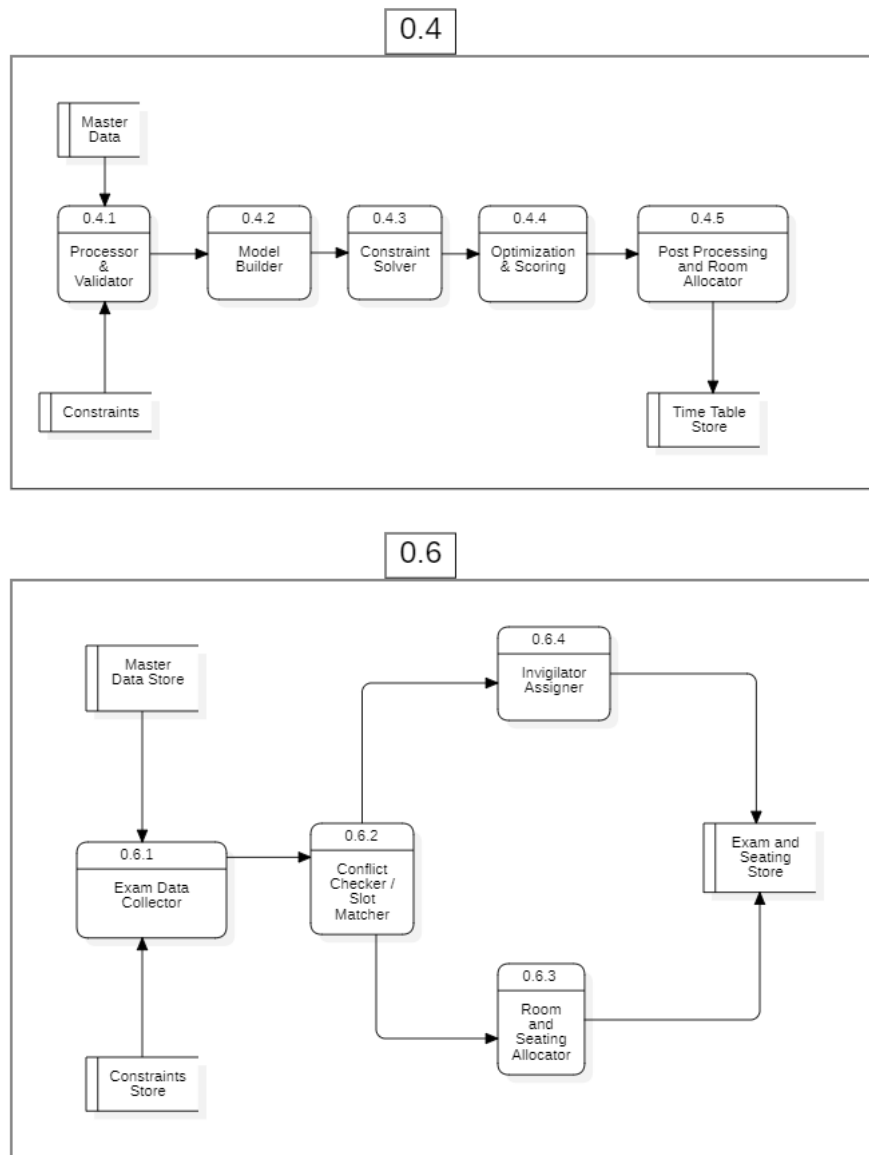 0.4
Master
Data
0.4.1
Processor
&
Validator
0.4.2
Model
Builder
0.4.3
Constraint
Solver
0.4.4
Optimization
& Scoring
0.4.5
Post Processing
and Room
Allocator
Constraints
Time Table
Store
0.6
Master
Data Store
0.6.4
Invigilator
Assigner
0.6.1
Exam Data
Collector
0.6.2
Conflict
Checker /
Slot
Matcher
Exam and
Seating
Store
0.6.3
Room
and
Seating
Allocator
Constraints
Store